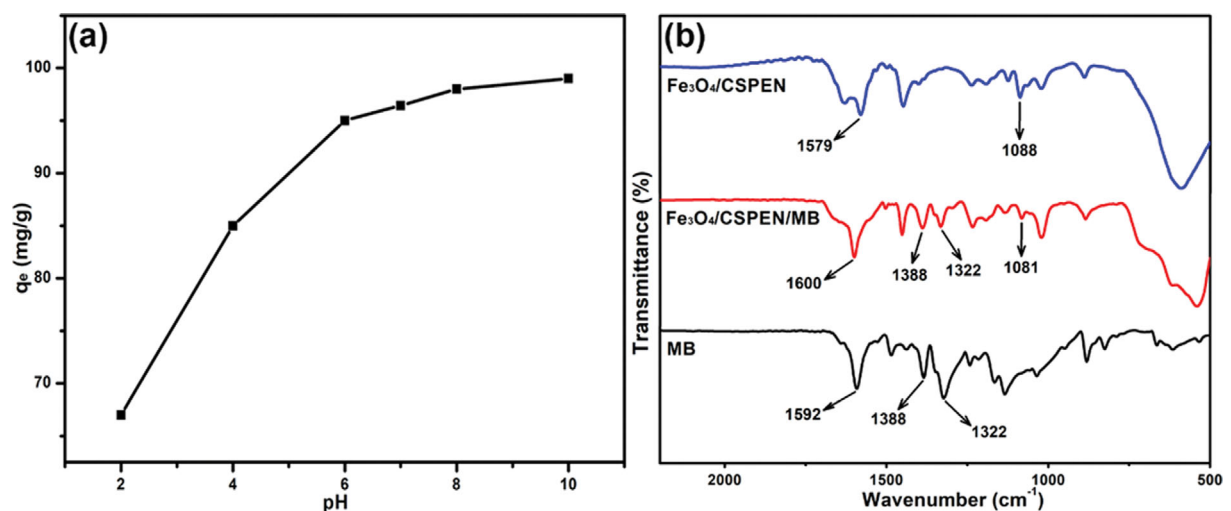 (a)
100
90
80
70
qe (mg/g)
2
4
6
8
10
pH
(b)
Fe₃O₄/CSPEN
1579
1088
Fe₃O₄/CSPEN/MB
1600
1388
1322
1081
MB
1592
1388
1322
Transmittance (%)
2000
1500
1000
500
Wavenumber (cm⁻¹)